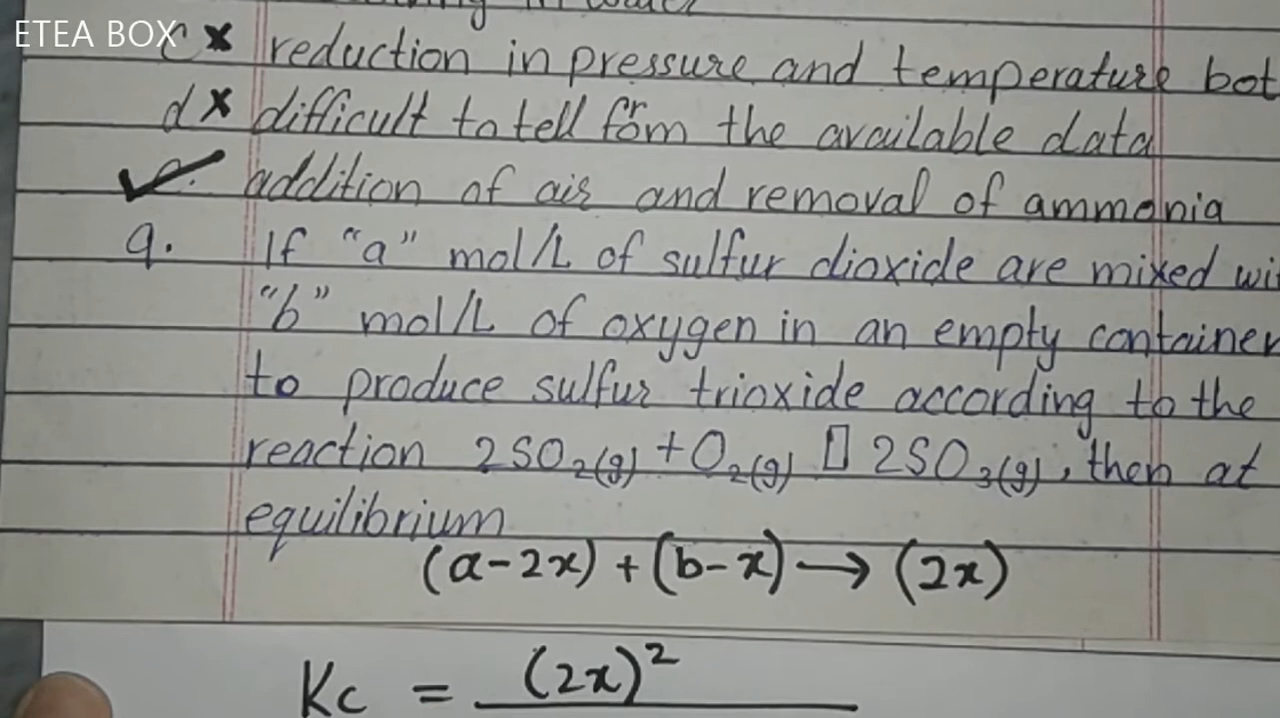 ETEA BOX
c × reduction in pressure and temperature bot
d × difficult to tell form the available data
addition of air and removal of ammonia
9. If "a" mol/L of sulfur dioxide are mixed wi
"b" mol/L of oxygen in an empty container
to produce sulfur trioxide according to the
reaction 2SO₂(g) + O₂(g) ▯ 2SO₃(g), then at
equilibrium
(a-2x) + (b-x) → (2x)
Kc = (2x)²